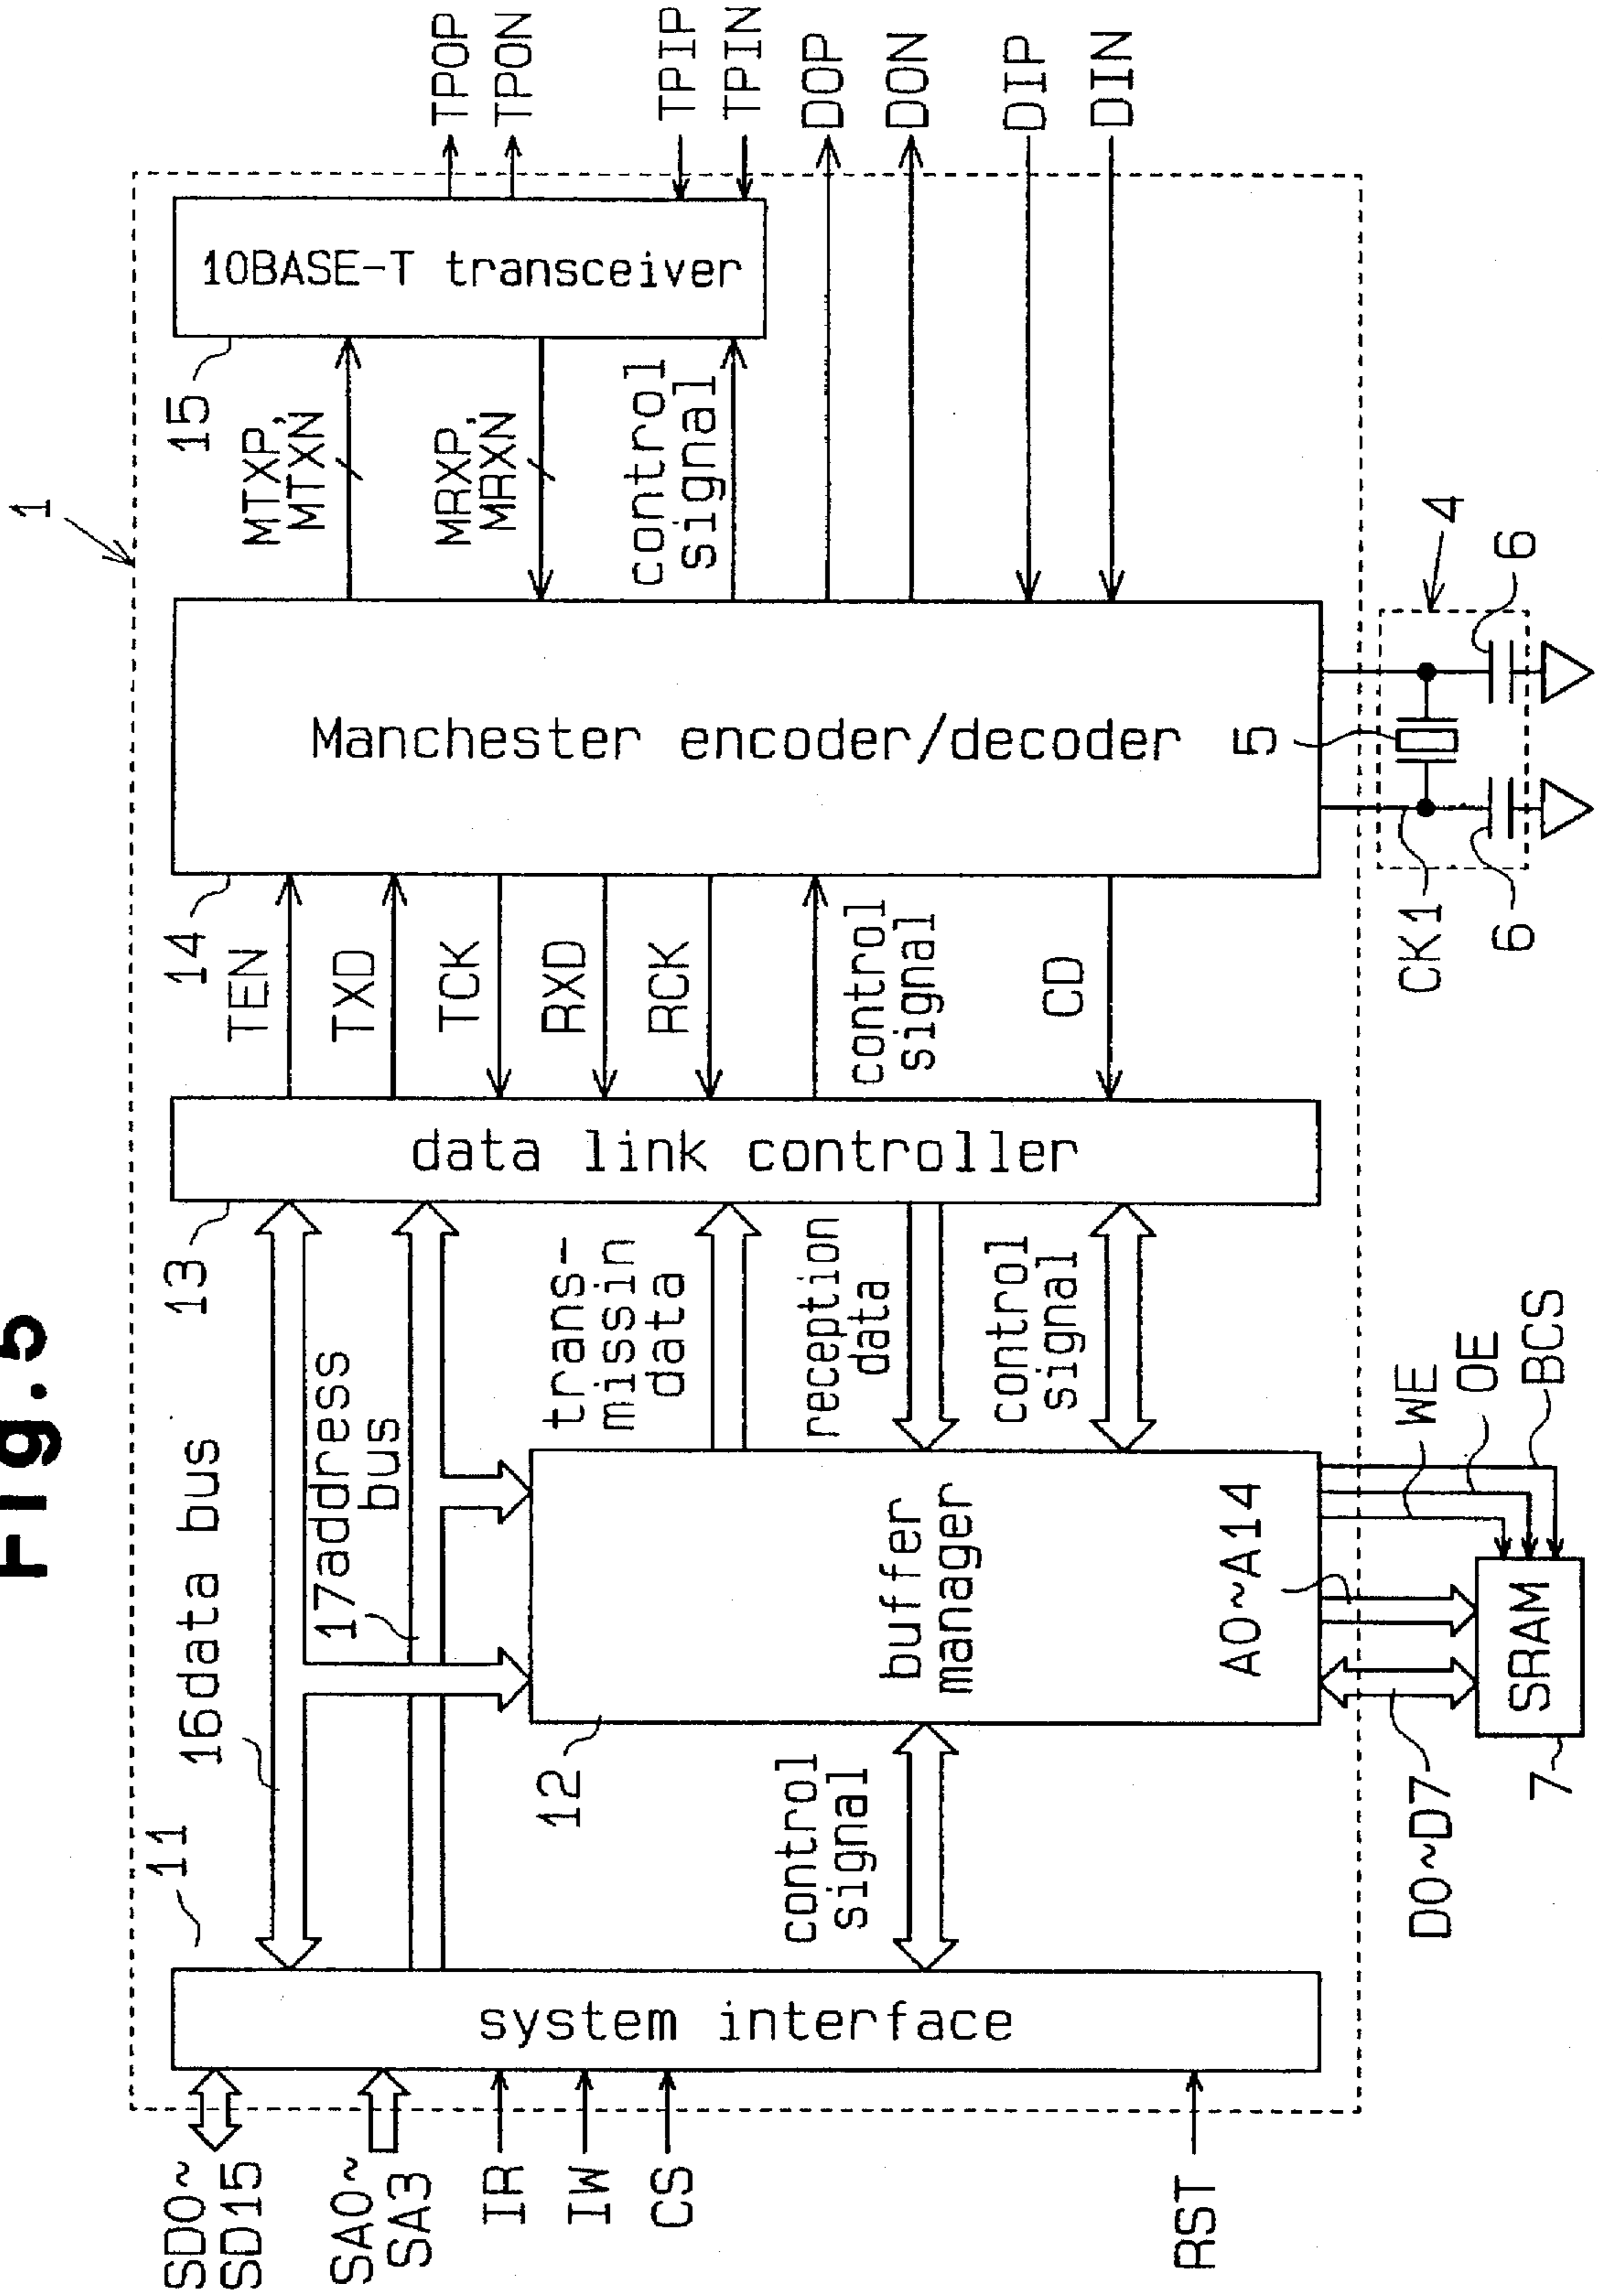 Fig.5
1
SD0~
SD15
SA0~
SA3
IR
IW
CS
RST
11
system interface
16data bus
17address
bus
control
signal
12
buffer
manager
A0~A14
D0~D7
7
SRAM
WE
OE
BCS
trans-
missin
data
reception
data
control
signal
13
data link controller
TEN
TXD
TCK
RXD
RCK
control
signal
CD
14
Manchester encoder/decoder
5
CK1
6
6
4
MTXP,
MTXN
MRXP,
MRXN
control
signal
15
10BASE-T transceiver
TPOP
TPON
TPIP
TPIN
DOP
DON
DIP
DIN